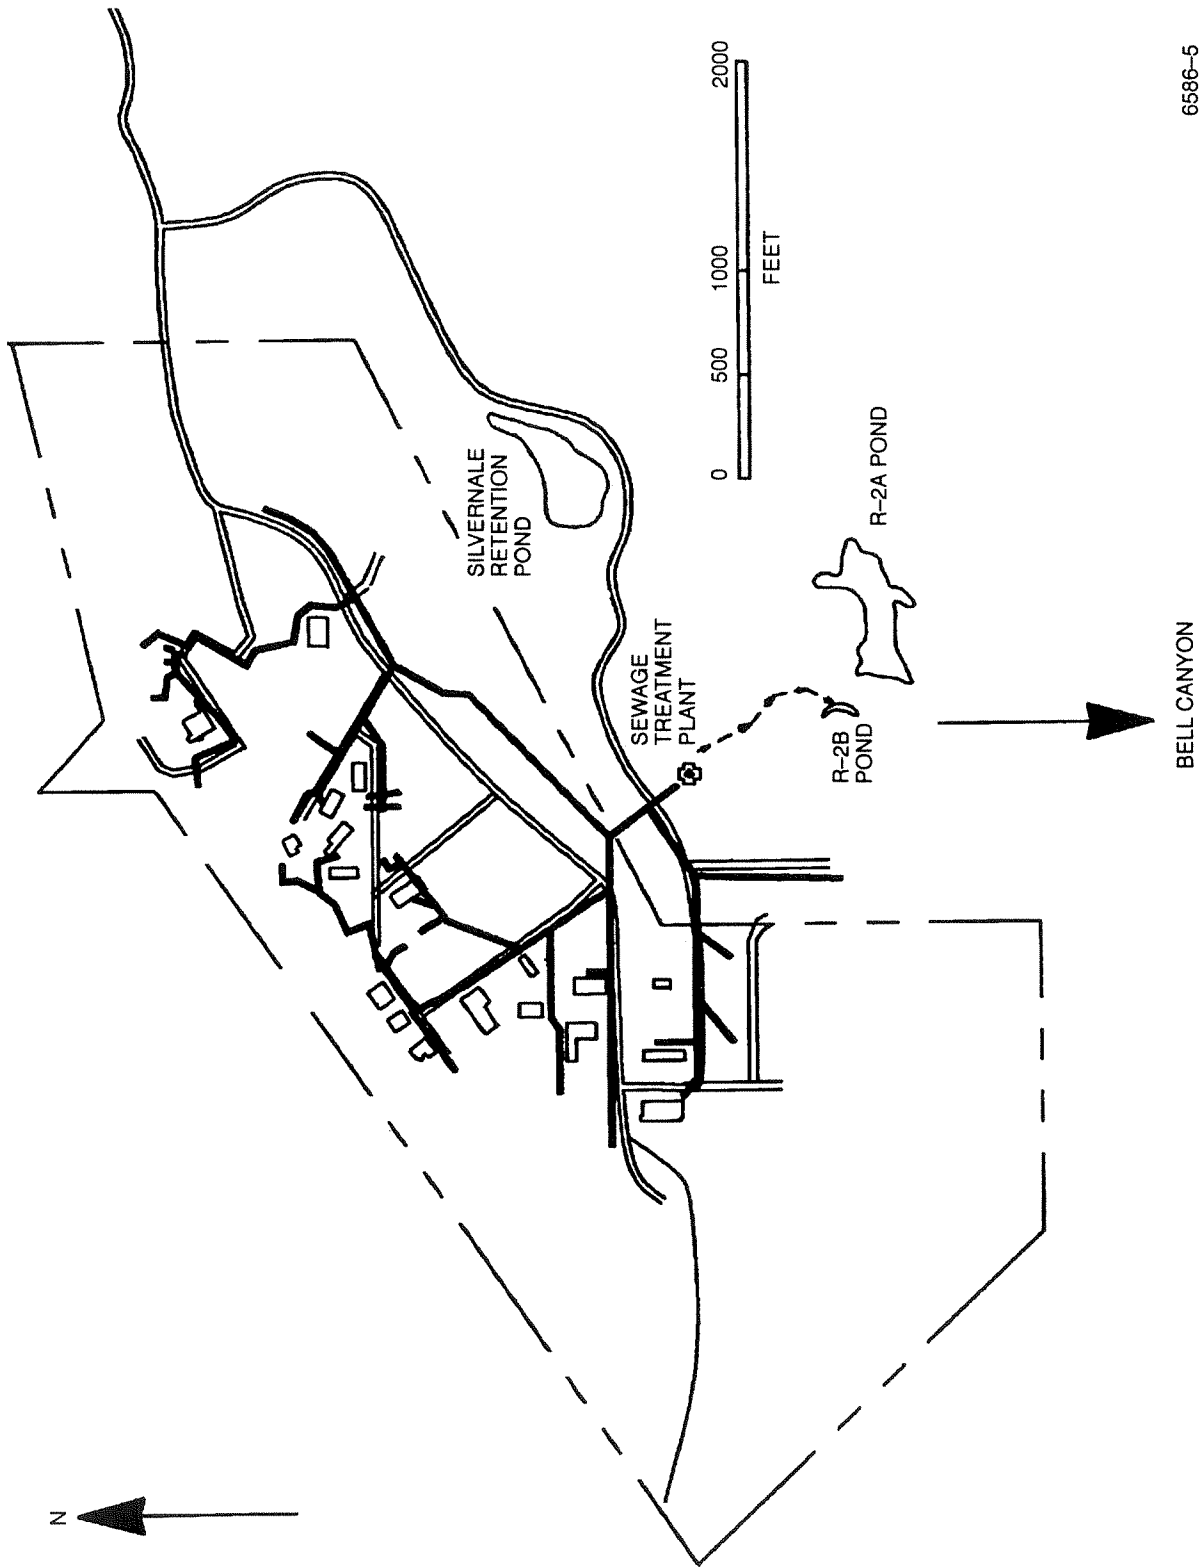 N
SILVERNALE
RETENTION
POND
SEWAGE
TREATMENT
PLANT
0
500
1000
2000
FEET
R–2A POND
R–2B
POND
BELL CANYON
6586–5